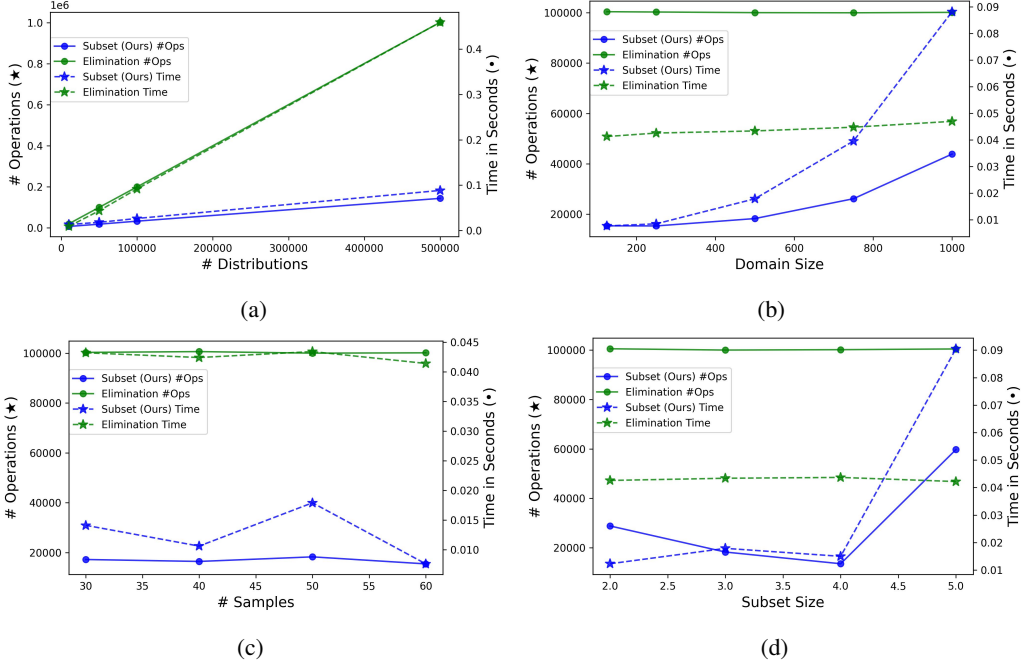 1e6
1.0
0.8
0.6
0.4
0.2
0.0
# Operations (★)
Subset (Ours) #Ops
Elimination #Ops
Subset (Ours) Time
Elimination Time
0.4
0.3
0.2
0.1
0.0
Time in Seconds (•)
0 100000 200000 300000 400000 500000
# Distributions
(a)
100000
80000
60000
40000
20000
# Operations (★)
Subset (Ours) #Ops
Elimination #Ops
Subset (Ours) Time
Elimination Time
0.09
0.08
0.07
0.06
0.05
0.04
0.03
0.02
0.01
Time in Seconds (•)
200 400 600 800 1000
Domain Size
(b)
100000
80000
60000
40000
20000
# Operations (★)
Subset (Ours) #Ops
Elimination #Ops
Subset (Ours) Time
Elimination Time
0.045
0.040
0.035
0.030
0.025
0.020
0.015
0.010
Time in Seconds (•)
30 35 40 45 50 55 60
# Samples
(c)
100000
80000
60000
40000
20000
# Operations (★)
Subset (Ours) #Ops
Elimination #Ops
Subset (Ours) Time
Elimination Time
0.09
0.08
0.07
0.06
0.05
0.04
0.03
0.02
0.01
Time in Seconds (•)
2.0 2.5 3.0 3.5 4.0 4.5 5.0
Subset Size
(d)